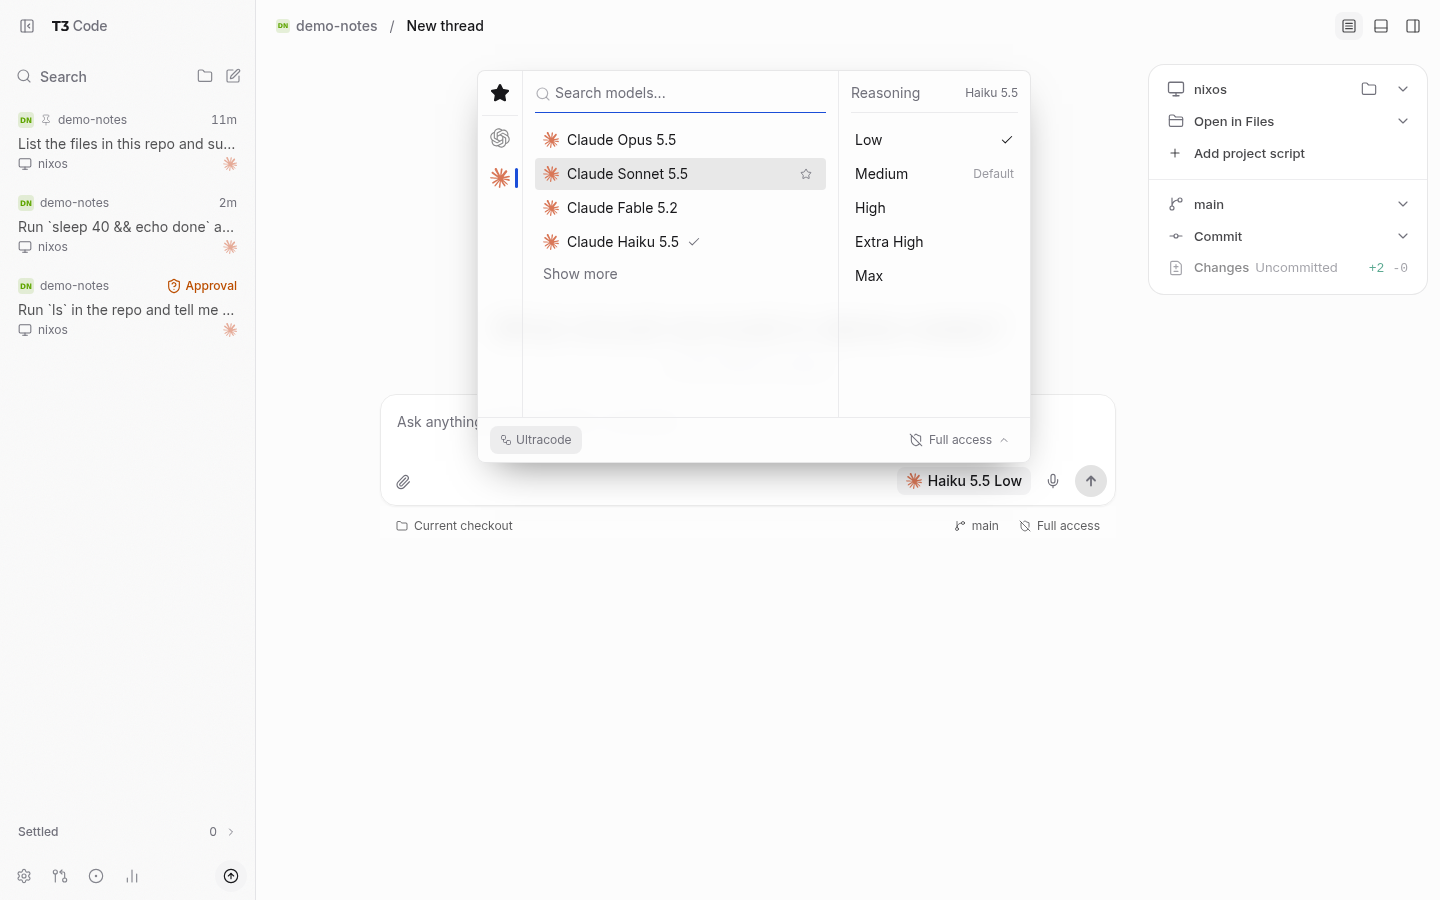 T3 Code
Search
DN demo-notes 11m
List the files in this repo and su...
nixos
demo-notes 2m
DN
Run `sleep 40 && echo done` a...
nixos
DN demo-notes Approval
Run `ls` in the repo and tell me ...
nixos
Settled 0
DN demo-notes / New thread
Search models...
Claude Opus 5.5
Claude Sonnet 5.5
Claude Fable 5.2
Claude Haiku 5.5
Show more
Reasoning Haiku 5.5
Low
Medium Default
High
Extra High
Max
Ultracode Full access
Ask anything
Haiku 5.5 Low
Current checkout main Full access
nixos
Open in Files
Add project script
main
Commit
Changes Uncommitted +2 -0